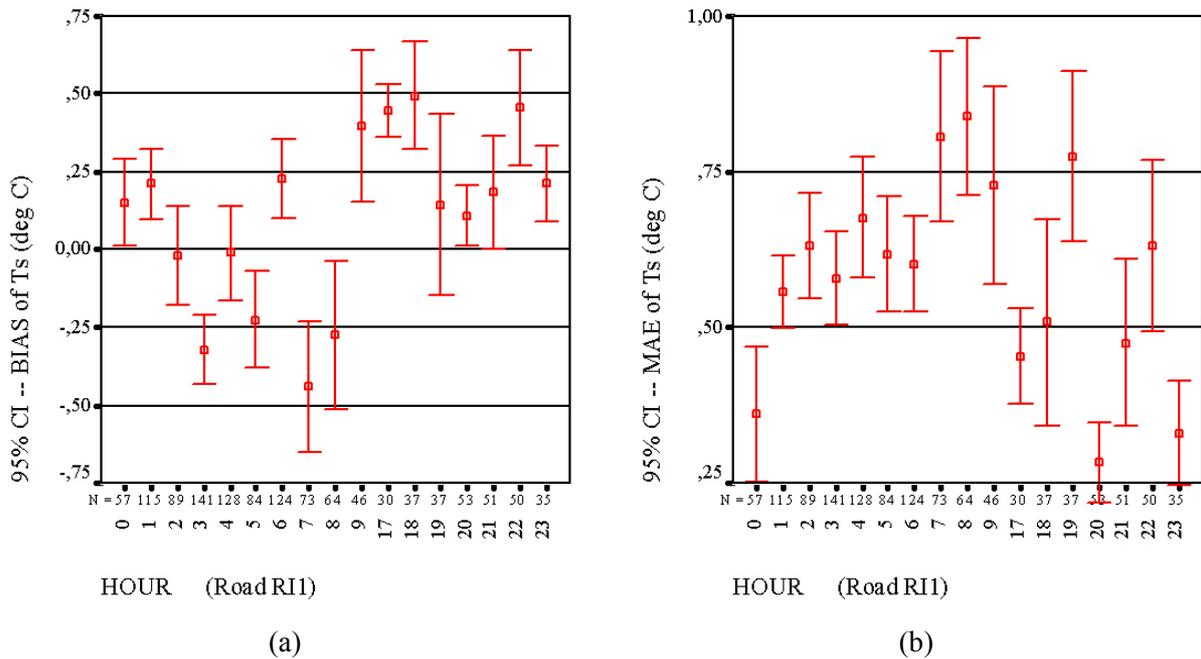 95% CI -- BIAS of Ts (deg C)
,75
,50
,25
0,00
-,25
-,50
-,75
N = 57 115 89 141 128 84 124 73 64 46 30 37 37 53 51 50 35
0 1 2 3 4 5 6 7 8 9 17 18 19 20 21 22 23
HOUR (Road RI1)
(a)
95% CI -- MAE of Ts (deg C)
1,00
,75
,50
,25
N = 57 115 89 141 128 84 124 73 64 46 30 37 37 53 51 50 35
0 1 2 3 4 5 6 7 8 9 17 18 19 20 21 22 23
HOUR (Road RI1)
(b)